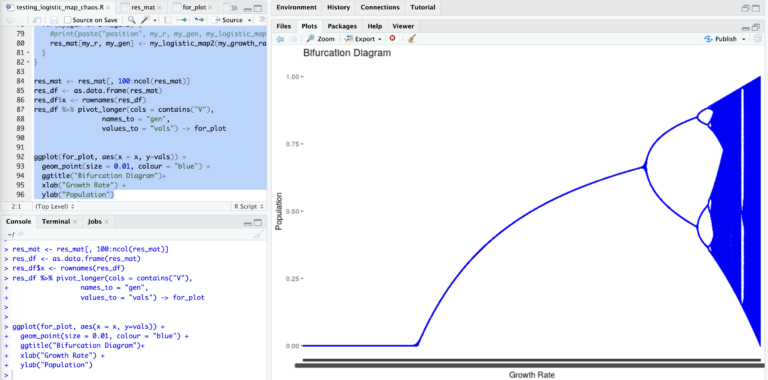 testing_logistic_map_chaos.R × res_mat × for_plot ×
Source on Save Source
79 #print(paste("position", my_r, my_gen, my_logistic_map
80 res_mat[my_r, my_gen] <- my_logistic_map2(my_growth_ra
81 }
82 }
83
84 res_mat <- res_mat[, 100:ncol(res_mat)]
85 res_df <- as.data.frame(res_mat)
86 res_df$x <- rownames(res_df)
87 res_df %>% pivot_longer(cols = contains("V"),
88 names_to = "gen",
89 values_to = "vals") -> for_plot
90
91
92 ggplot(for_plot, aes(x = x, y=vals)) +
93 geom_point(size = 0.01, colour = "blue") +
94 ggtitle("Bifurcation Diagram")+
95 xlab("Growth Rate") +
96 ylab("Population")
2:1 (Top Level) R Script
Console Terminal × Jobs ×
~/
> res_mat <- res_mat[, 100:ncol(res_mat)]
> res_df <- as.data.frame(res_mat)
> res_df$x <- rownames(res_df)
> res_df %>% pivot_longer(cols = contains("V"),
+ names_to = "gen",
+ values_to = "vals") -> for_plot
>
>
> ggplot(for_plot, aes(x = x, y=vals)) +
+ geom_point(size = 0.01, colour = "blue") +
+ ggtitle("Bifurcation Diagram")+
+ xlab("Growth Rate") +
+ ylab("Population")
>
Environment History Connections Tutorial
Files Plots Packages Help Viewer
Zoom Export Publish
Bifurcation Diagram
1.00
0.75
0.50
0.25
0.00
Population
Growth Rate